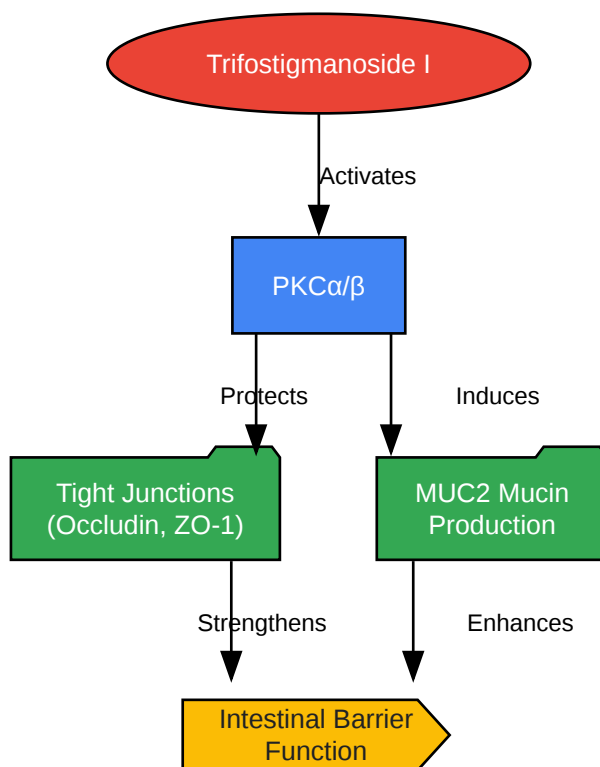 Trifostigmanoside I
Activates
PKCα/β
Protects
Induces
Tight Junctions
(Occludin, ZO-1)
MUC2 Mucin
Production
Strengthens
Enhances
Intestinal Barrier
Function